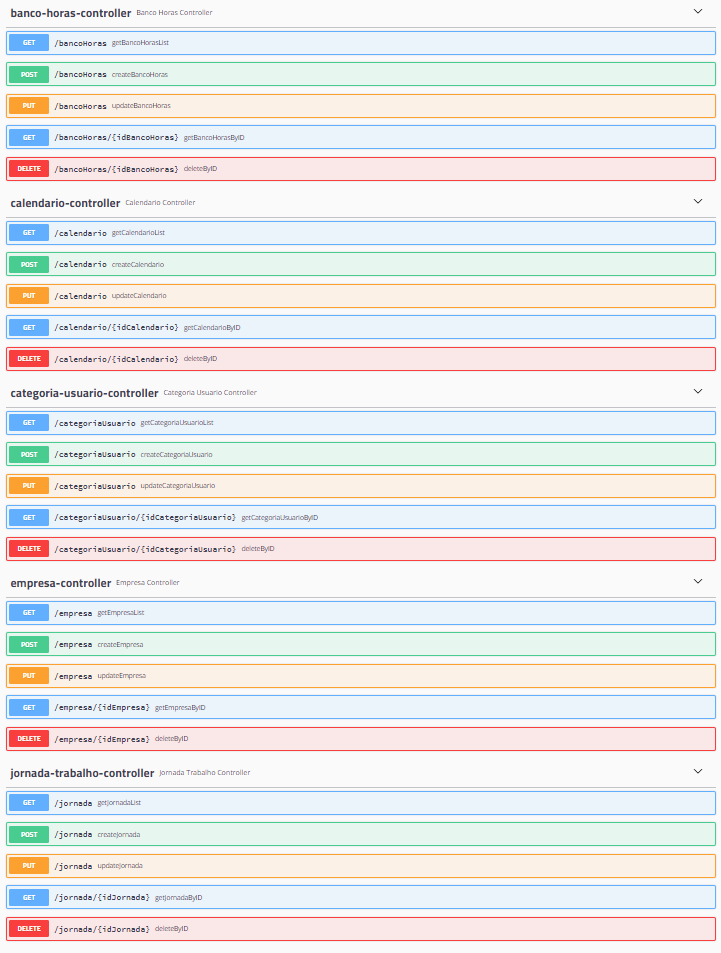 banco-horas-controller Banco Horas Controller
GET /bancoHoras getBancoHorasList
POST /bancoHoras createBancoHoras
PUT /bancoHoras updateBancoHoras
GET /bancoHoras/{idBancoHoras} getBancoHorasByID
DELETE /bancoHoras/{idBancoHoras} deleteByID
calendario-controller Calendario Controller
GET /calendario getCalendarioList
POST /calendario createCalendario
PUT /calendario updateCalendario
GET /calendario/{idCalendario} getCalendarioByID
DELETE /calendario/{idCalendario} deleteByID
categoria-usuario-controller Categoria Usuario Controller
GET /categoriaUsuario getCategoriaUsuarioList
POST /categoriaUsuario createCategoriaUsuario
PUT /categoriaUsuario updateCategoriaUsuario
GET /categoriaUsuario/{idCategoriaUsuario} getCategoriaUsuarioByID
DELETE /categoriaUsuario/{idCategoriaUsuario} deleteByID
empresa-controller Empresa Controller
GET /empresa getEmpresaList
POST /empresa createEmpresa
PUT /empresa updateEmpresa
GET /empresa/{idEmpresa} getEmpresaByID
DELETE /empresa/{idEmpresa} deleteByID
jornada-trabalho-controller Jornada Trabalho Controller
GET /jornada getJornadaList
POST /jornada createJornada
PUT /jornada updateJornada
GET /jornada/{idJornada} getJornadaByID
DELETE /jornada/{idJornada} deleteByID